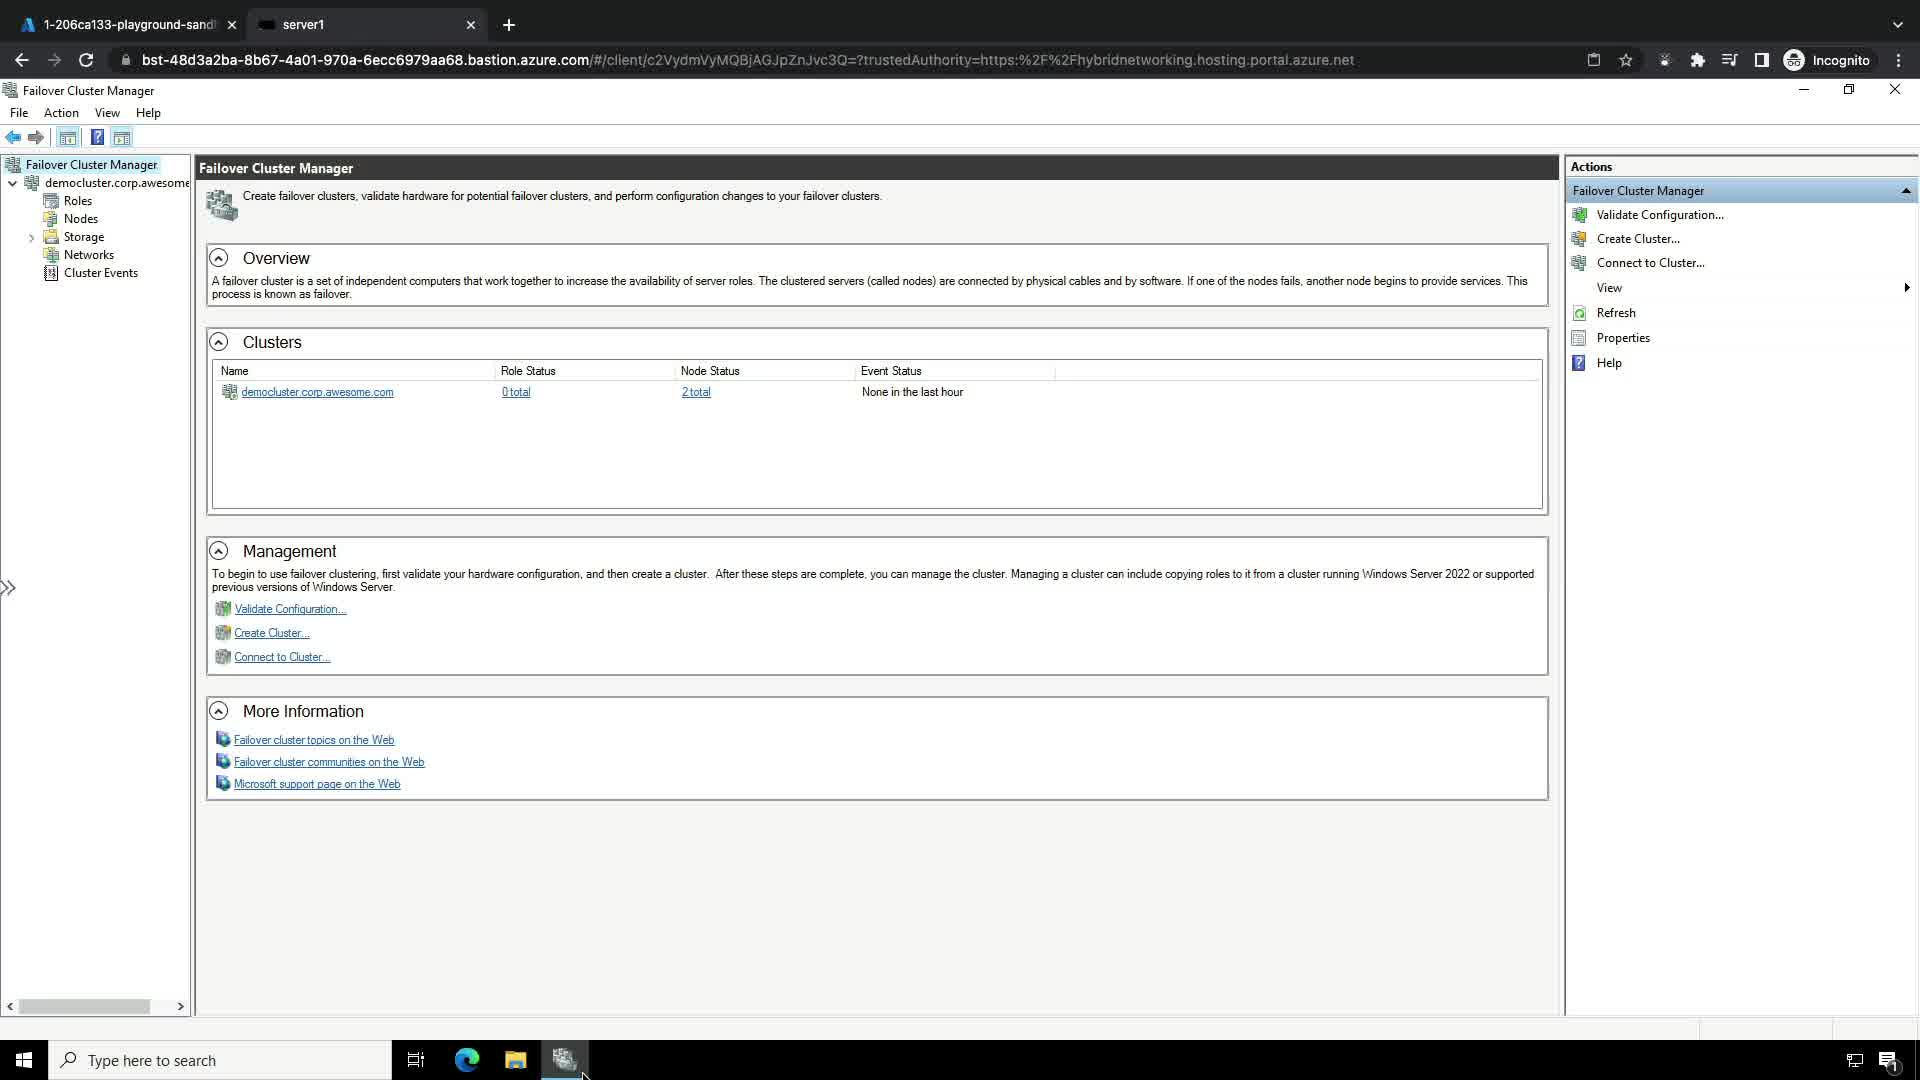 1-206ca133-playground-sand
server1
bst-48d3a2ba-8b67-4a01-970a-6ecc6979aa68.bastion.azure.com/#/client/c2VydmVyMQBjAGJpZnJvc3Q=?trustedAuthority=https:%2F%2Fhybridnetworking.hosting.portal.azure.net
Incognito
Failover Cluster Manager
File Action View Help
Failover Cluster Manager
democluster.corp.awesome
Roles
Nodes
Storage
Networks
Cluster Events
Failover Cluster Manager
Create failover clusters, validate hardware for potential failover clusters, and perform configuration changes to your failover clusters.
Overview
A failover cluster is a set of independent computers that work together to increase the availability of server roles. The clustered servers (called nodes) are connected by physical cables and by software. If one of the nodes fails, another node begins to provide services. This
process is known as failover.
Clusters
Name Role Status Node Status Event Status
democluster.corp.awesome.com 0 total 2 total None in the last hour
Management
To begin to use failover clustering, first validate your hardware configuration, and then create a cluster. After these steps are complete, you can manage the cluster. Managing a cluster can include copying roles to it from a cluster running Windows Server 2022 or supported
previous versions of Windows Server.
Validate Configuration...
Create Cluster...
Connect to Cluster...
More Information
Failover cluster topics on the Web
Failover cluster communities on the Web
Microsoft support page on the Web
Actions
Failover Cluster Manager
Validate Configuration...
Create Cluster...
Connect to Cluster...
View
Refresh
Properties
Help
Type here to search
1